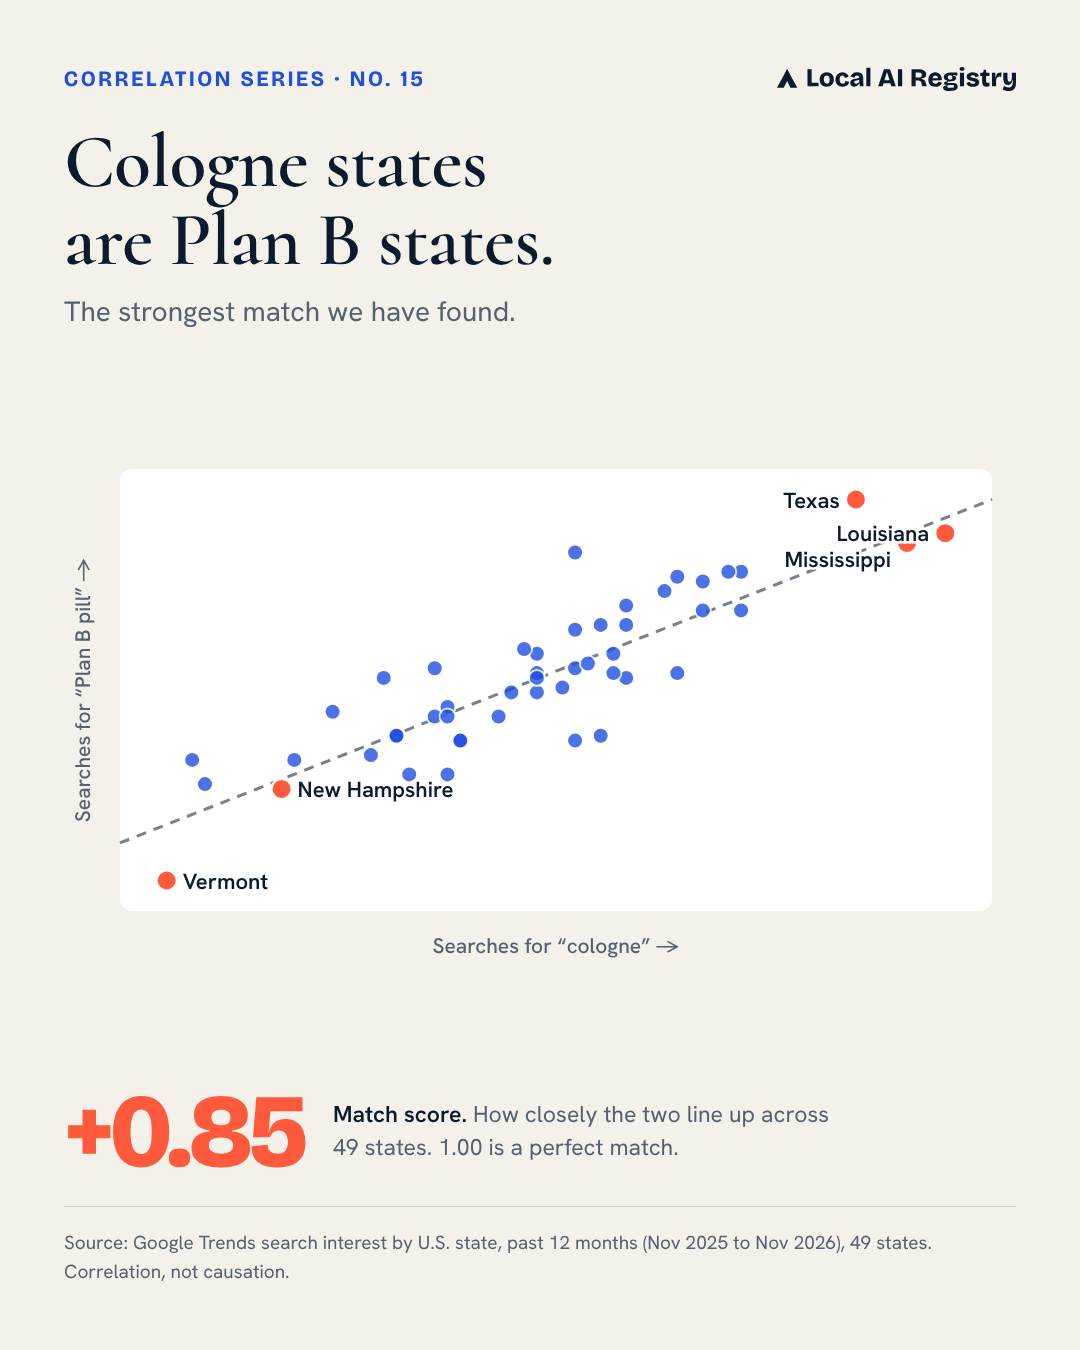 CORRELATION SERIES · NO. 15
Local AI Registry
Cologne states
are Plan B states.
The strongest match we have found.
Texas
Louisiana
Mississippi
New Hampshire
Vermont
Searches for “Plan B pill” →
Searches for “cologne” →
+0.85
Match score. How closely the two line up across
49 states. 1.00 is a perfect match.
Source: Google Trends search interest by U.S. state, past 12 months (Nov 2025 to Nov 2026), 49 states.
Correlation, not causation.